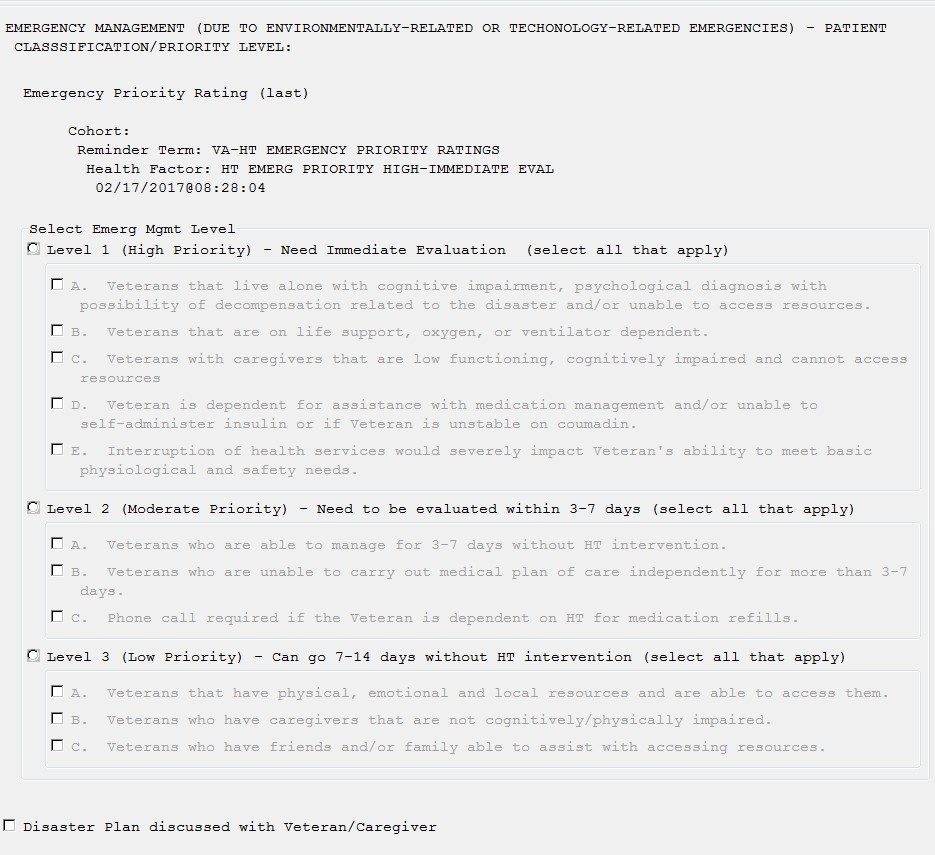 EMERGENCY MANAGEMENT (DUE TO ENVIRONMENTALLY-RELATED OR TECHONOLOGY-RELATED EMERGENCIES) - PATIENT
CLASSSIFICATION/PRIORITY LEVEL:
Emergency Priority Rating (last)
Cohort:
Reminder Term: VA-HT EMERGENCY PRIORITY RATINGS
Health Factor: HT EMERG PRIORITY HIGH-IMMEDIATE EVAL
02/17/2017@08:28:04
Select Emerg Mgmt Level
Level 1 (High Priority) - Need Immediate Evaluation (select all that apply)
A. Veterans that live alone with cognitive impairment, psychological diagnosis with
possibility of decompensation related to the disaster and/or unable to access resources.
B. Veterans that are on life support, oxygen, or ventilator dependent.
C. Veterans with caregivers that are low functioning, cognitively impaired and cannot access
resources
D. Veteran is dependent for assistance with medication management and/or unable to
self-administer insulin or if Veteran is unstable on coumadin.
E. Interruption of health services would severely impact Veteran's ability to meet basic
physiological and safety needs.
Level 2 (Moderate Priority) - Need to be evaluated within 3-7 days (select all that apply)
A. Veterans who are able to manage for 3-7 days without HT intervention.
B. Veterans who are unable to carry out medical plan of care independently for more than 3-7
days.
C. Phone call required if the Veteran is dependent on HT for medication refills.
Level 3 (Low Priority) - Can go 7-14 days without HT intervention (select all that apply)
A. Veterans that have physical, emotional and local resources and are able to access them.
B. Veterans who have caregivers that are not cognitively/physically impaired.
C. Veterans who have friends and/or family able to assist with accessing resources.
Disaster Plan discussed with Veteran/Caregiver